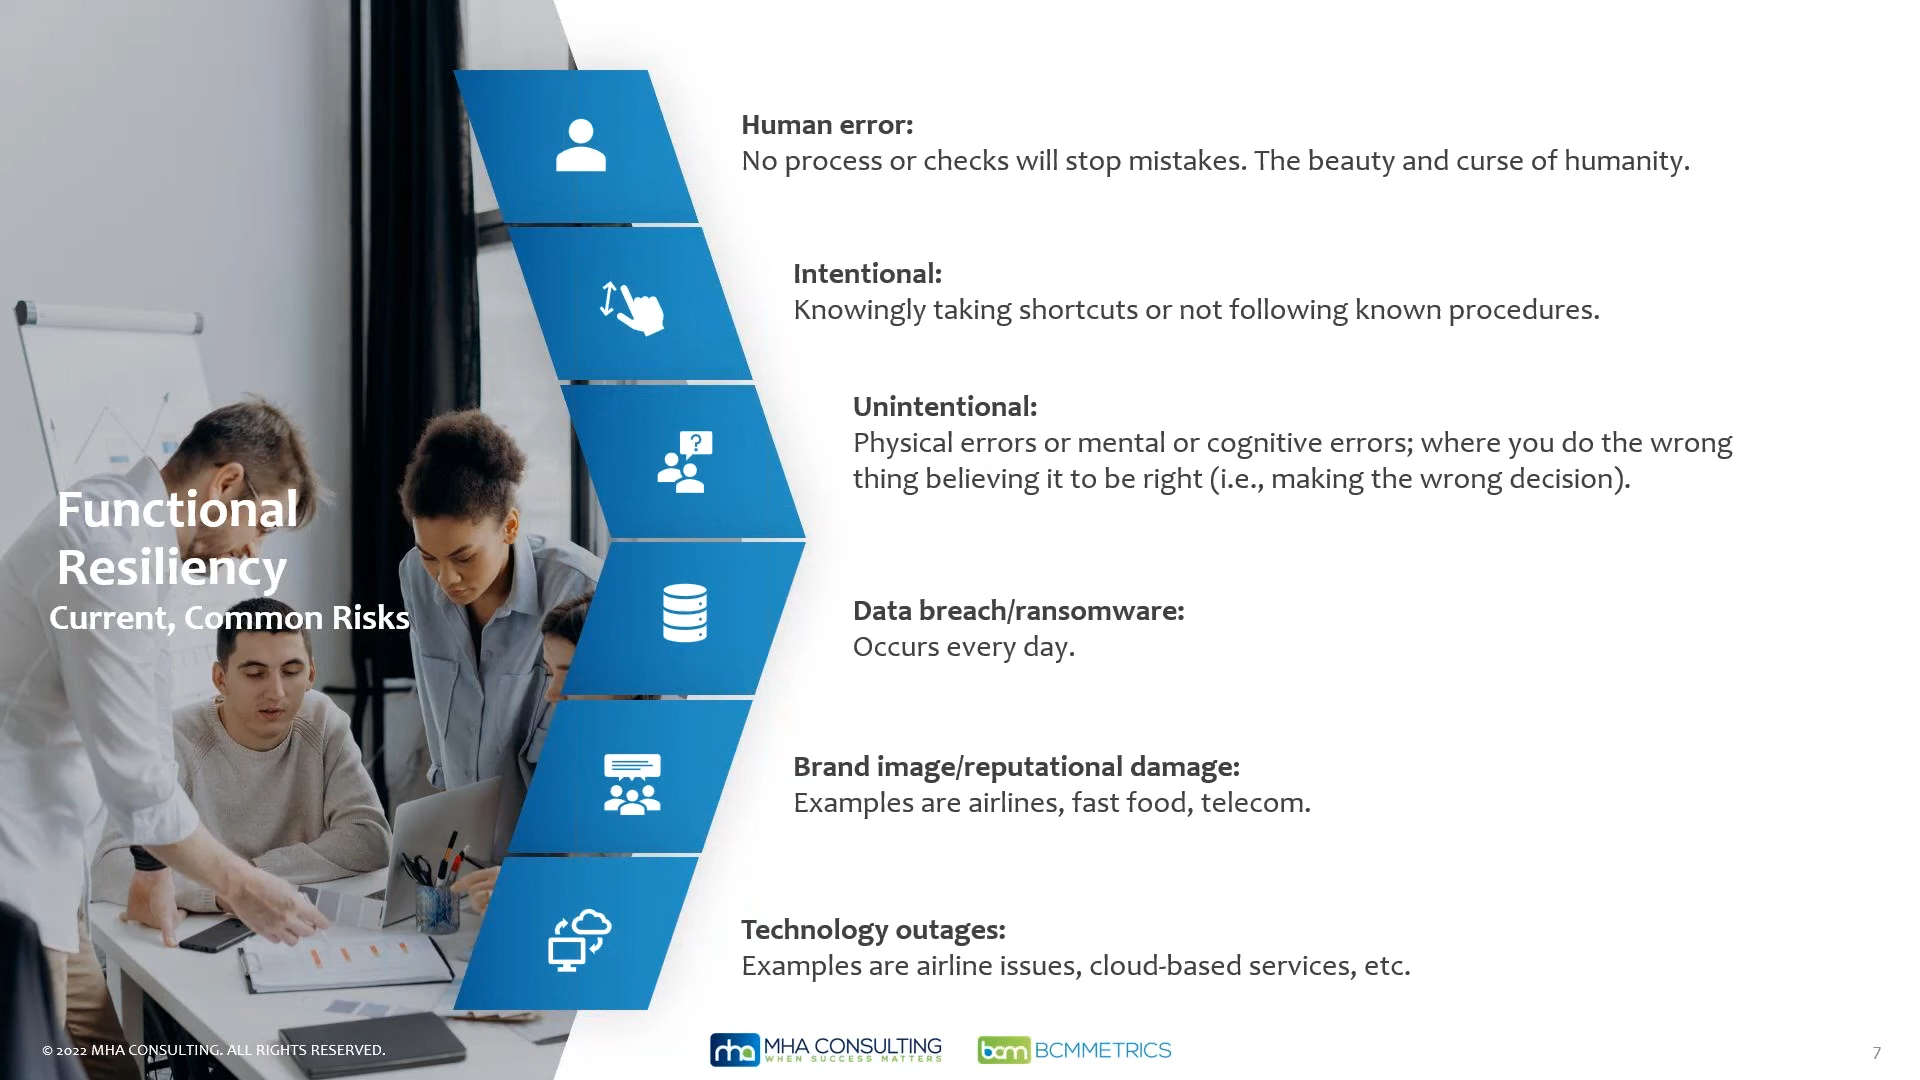 Functional
Resiliency
Current, Common Risks
Human error:
No process or checks will stop mistakes. The beauty and curse of humanity.
Intentional:
Knowingly taking shortcuts or not following known procedures.
?
Unintentional:
Physical errors or mental or cognitive errors; where you do the wrong
thing believing it to be right (i.e., making the wrong decision).
Data breach/ransomware:
Occurs every day.
Brand image/reputational damage:
Examples are airlines, fast food, telecom.
Technology outages:
Examples are airline issues, cloud-based services, etc.
© 2022 MHA CONSULTING. ALL RIGHTS RESERVED.
mha MHA CONSULTING
WHEN SUCCESS MATTERS
bcm BCMMETRICS
7